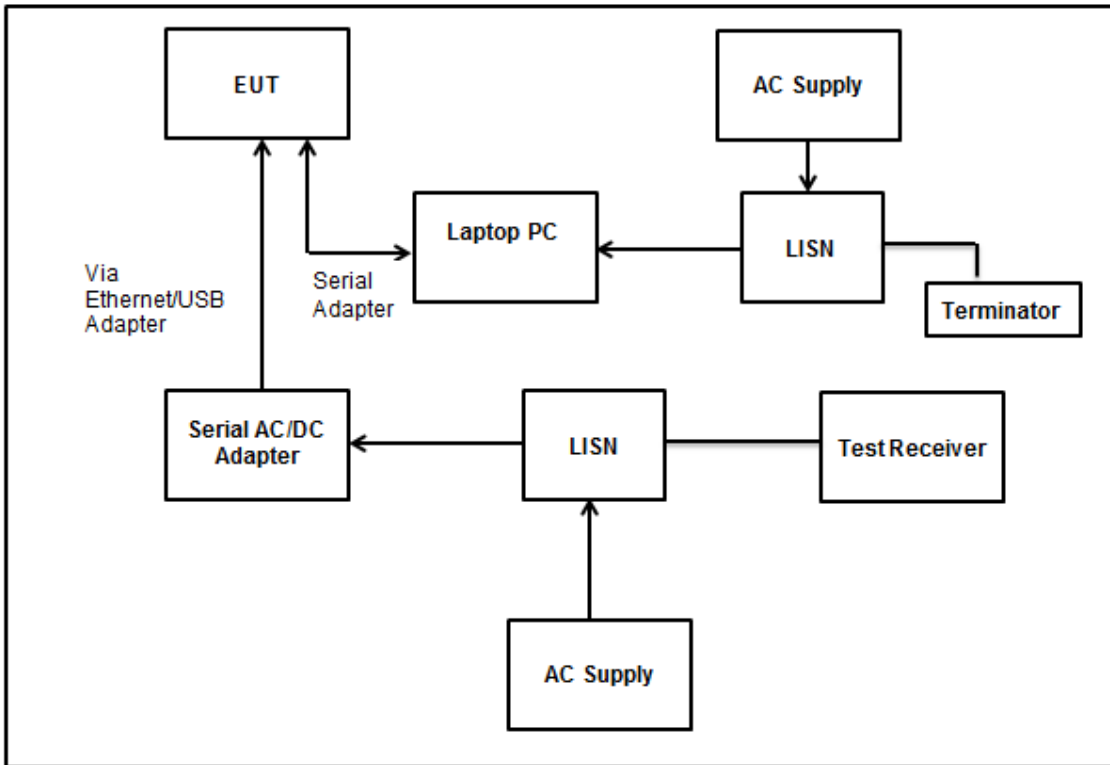 EUT
AC Supply
Laptop PC
LISN
Via
Ethernet/USB
Adapter
Serial
Adapter
Terminator
Serial AC/DC
Adapter
LISN
Test Receiver
AC Supply